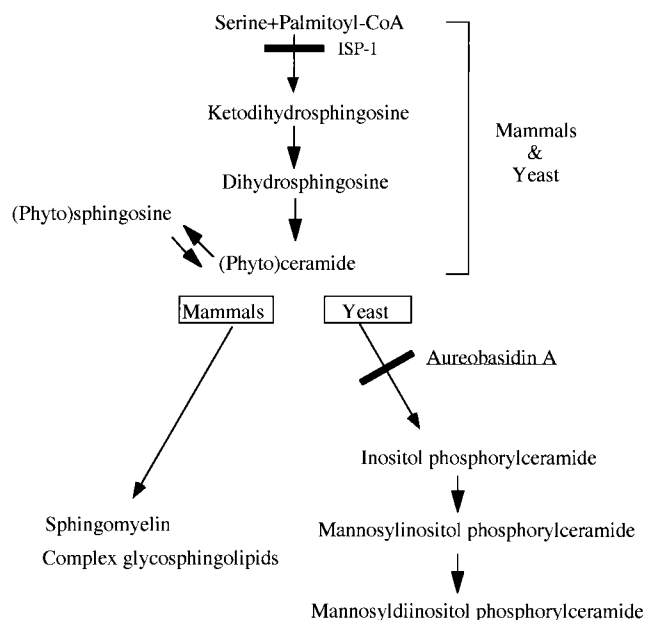 Serine+Palmitoyl-CoA
ISP-1
Ketodihydrosphingosine
Mammals
&
Yeast
Dihydrosphingosine
(Phyto)sphingosine
(Phyto)ceramide
Mammals
Yeast
Aureobasidin A
Inositol phosphorylceramide
Sphingomyelin
Mannosylinositol phosphorylceramide
Complex glycosphingolipids
Mannosyldiinositol phosphorylceramide